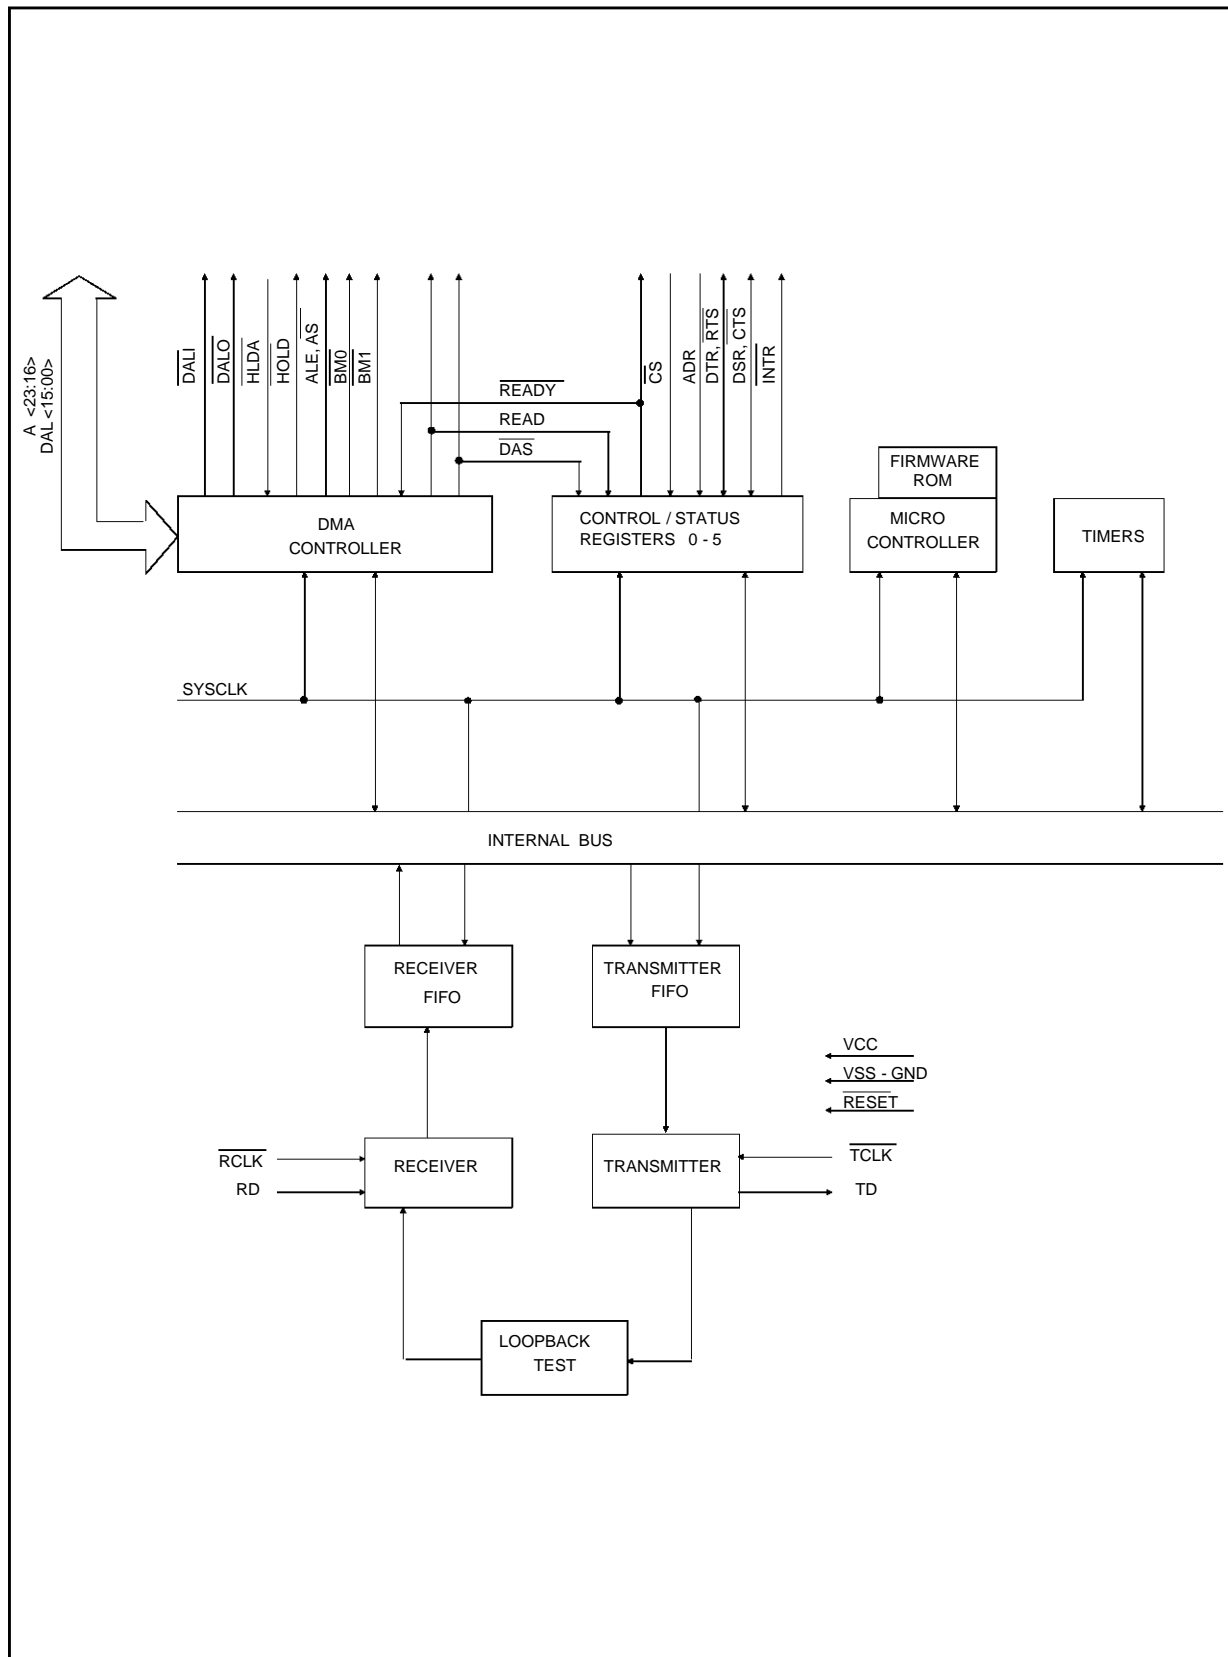 A <23:16>
DAL <15:00>
DALI
DALO
HLDA
HOLD
ALE, AS
BM0
BM1
READY
READ
DAS
CS
ADR
DTR, RTS
DSR, CTS
INTR
DMA
CONTROLLER
CONTROL / STATUS
REGISTERS 0 - 5
FIRMWARE
ROM
MICRO
CONTROLLER
TIMERS
SYSCLK
INTERNAL BUS
RECEIVER
FIFO
TRANSMITTER
FIFO
VCC
VSS - GND
RESET
RCLK
RD
RECEIVER
TRANSMITTER
TCLK
TD
LOOPBACK
TEST